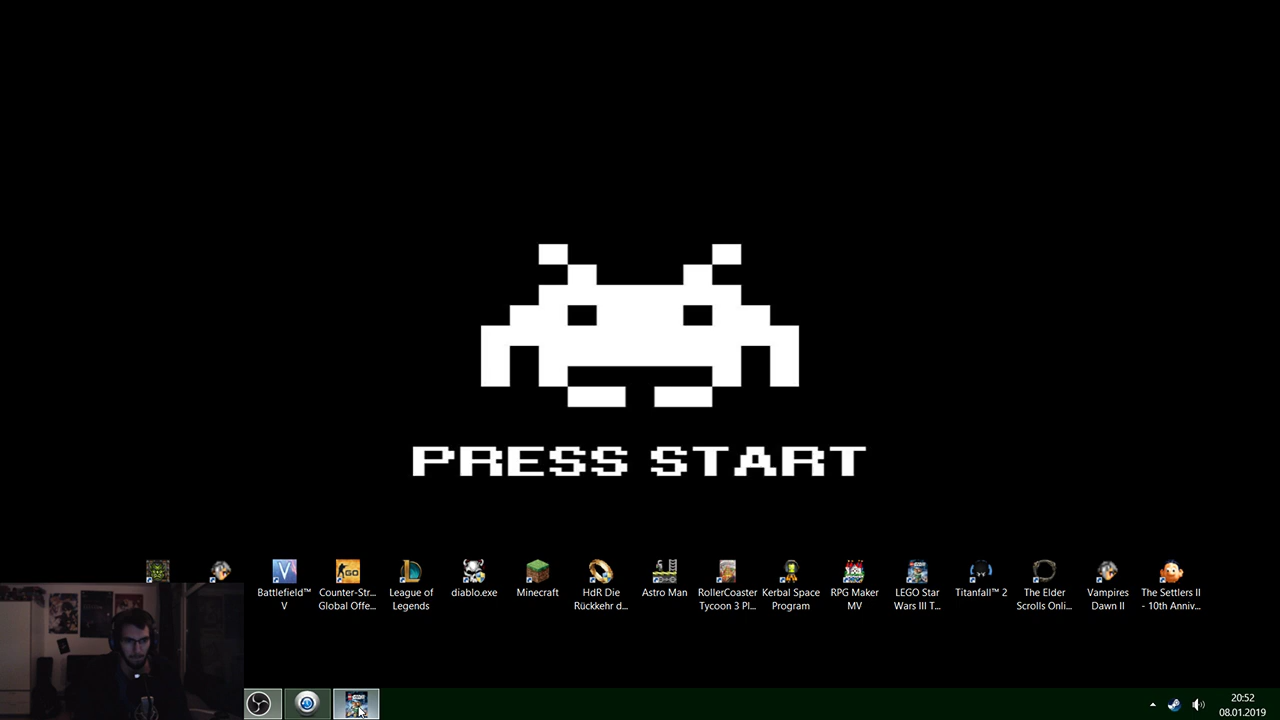 PRESS START
Battlefield™
V
Counter-Str...
Global Offe...
League of
Legends
diablo.exe
Minecraft
HdR Die
Rückkehr d...
Astro Man
RollerCoaster
Tycoon 3 Pl...
Kerbal Space
Program
RPG Maker
MV
LEGO Star
Wars III T...
Titanfall™ 2
The Elder
Scrolls Onli...
Vampires
Dawn II
The Settlers II
- 10th Anniv...
20:52
08.01.2019